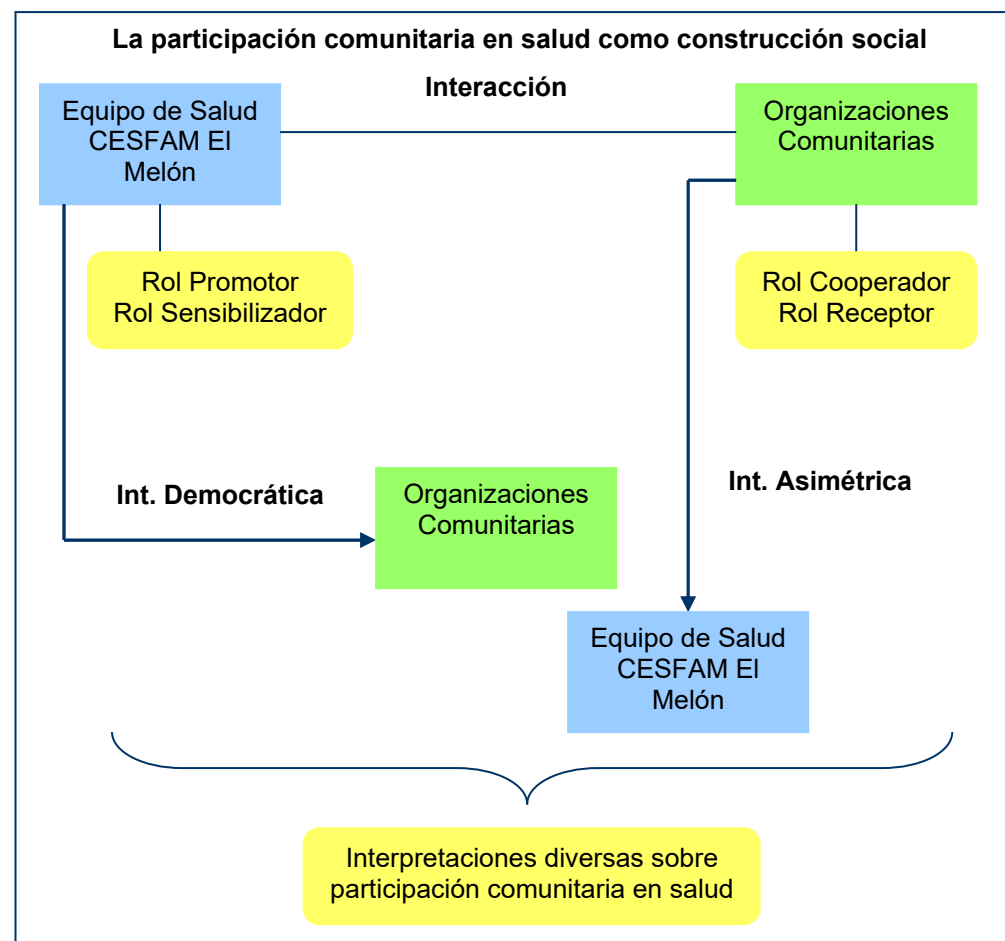 La participación comunitaria en salud como construcción social
Interacción
Equipo de Salud
CESFAM El
Melón
Organizaciones
Comunitarias
Rol Promotor
Rol Sensibilizador
Rol Cooperador
Rol Receptor
Int. Democrática
Organizaciones
Comunitarias
Int. Asimétrica
Equipo de Salud
CESFAM El
Melón
Interpretaciones diversas sobre
participación comunitaria en salud